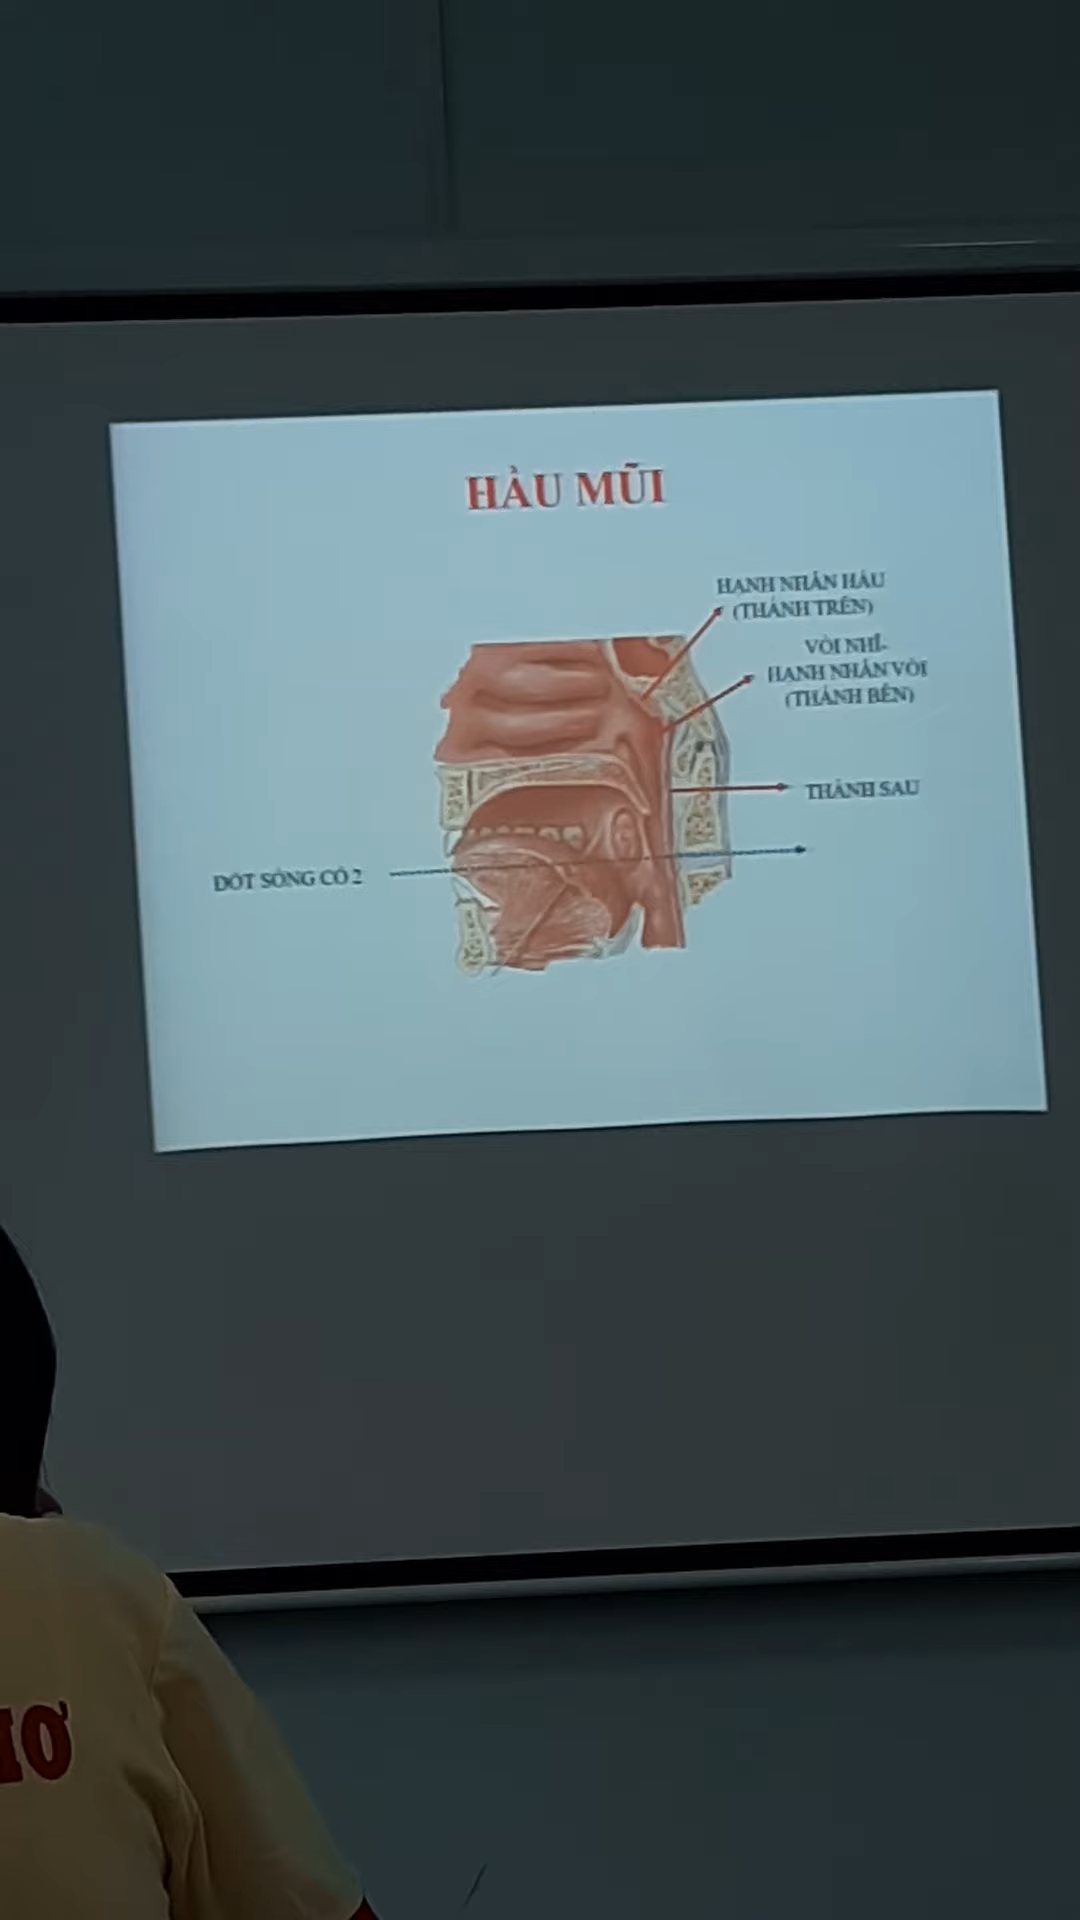 HẦU MŨI
HẠNH NHÂN HẦU
(THÀNH TRÊN)
VÒI NHĨ-
HẠNH NHÂN VÒI
(THÀNH BÊN)
THÀNH SAU
ĐỐT SỐNG CỔ 2